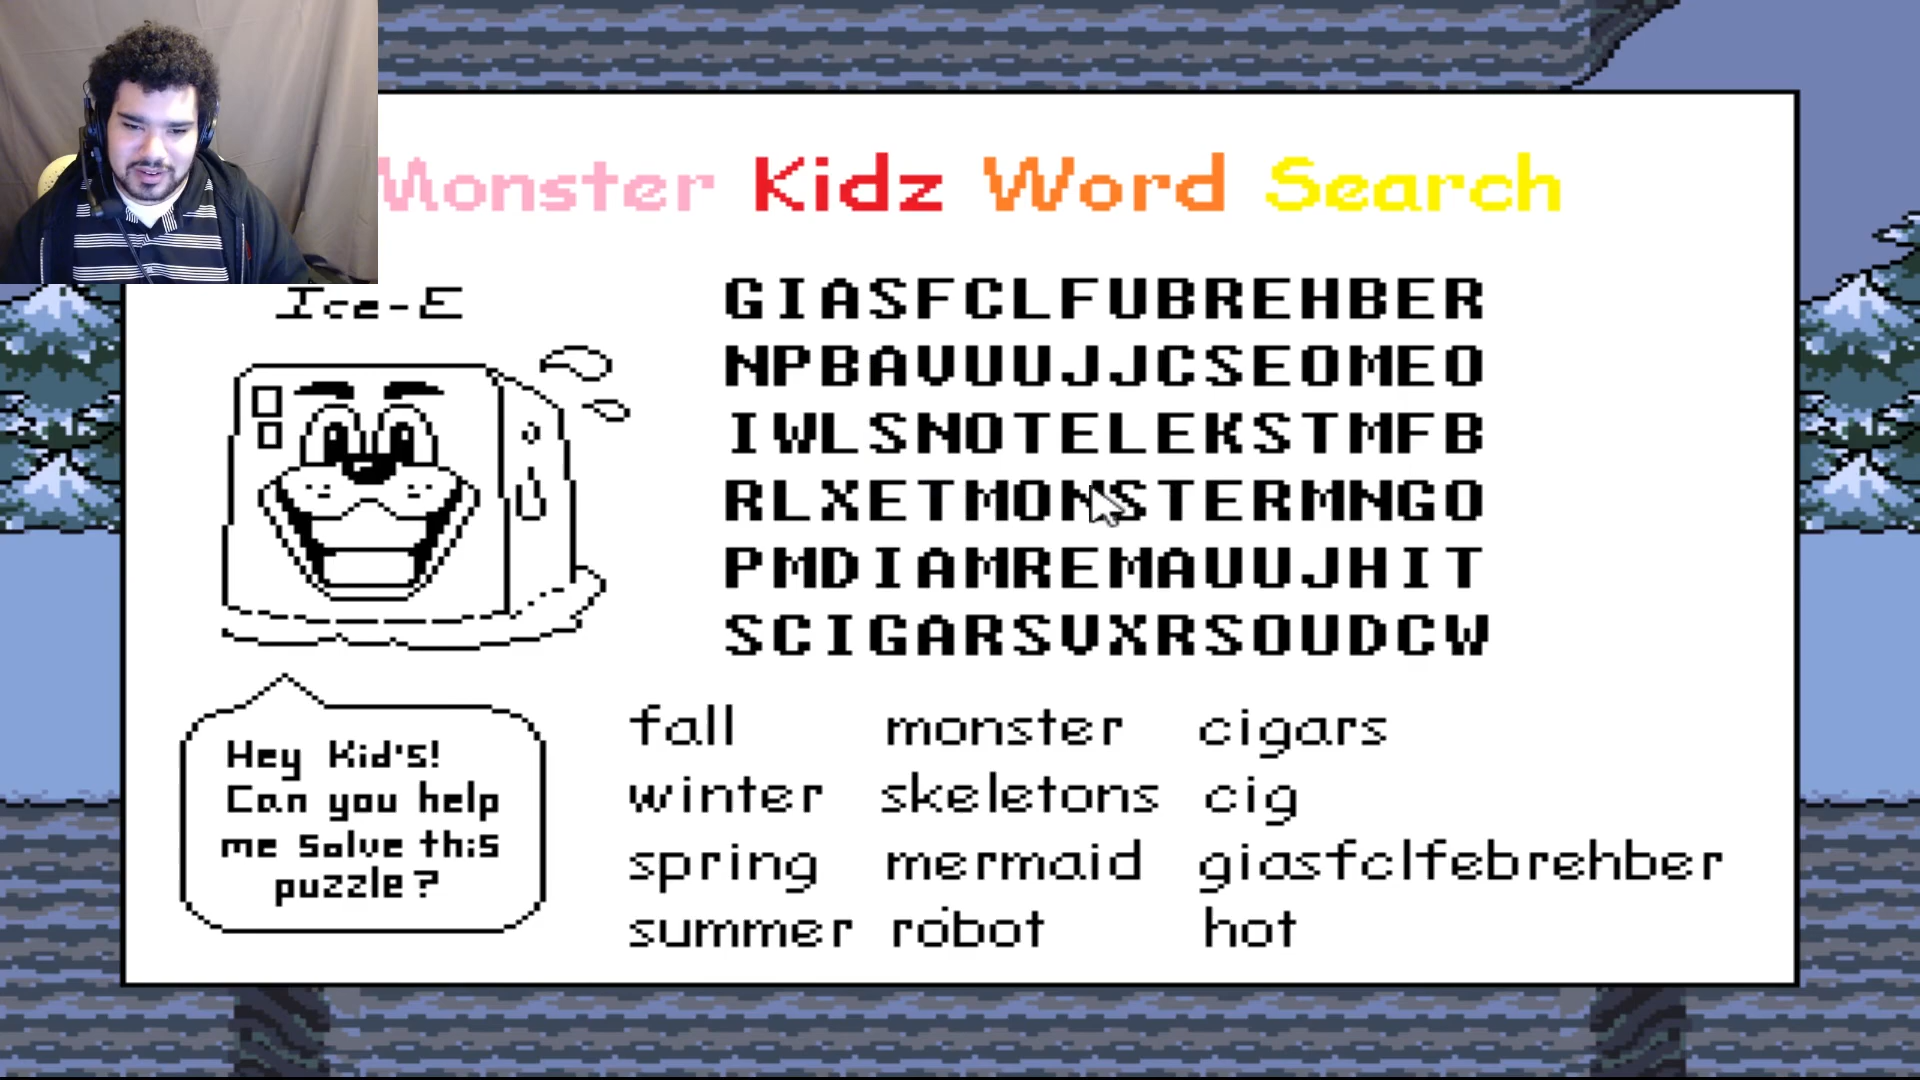 Monster Kidz Word Search
Ice-E
GIASFCLFUBREHBER
NPBAVUUJJCSEOMEO
IWLSNOTELEKSTMFB
RLXETMONSTERMNGO
PMDIAMREMAUUJHIT
SCIGARSVXRSOUDCW
Hey Kid's!
Can you help
me Solve thiS
puzzle?
fall monster cigars
winter skeletons cig
spring mermaid giasfclfebrehber
summer robot hot